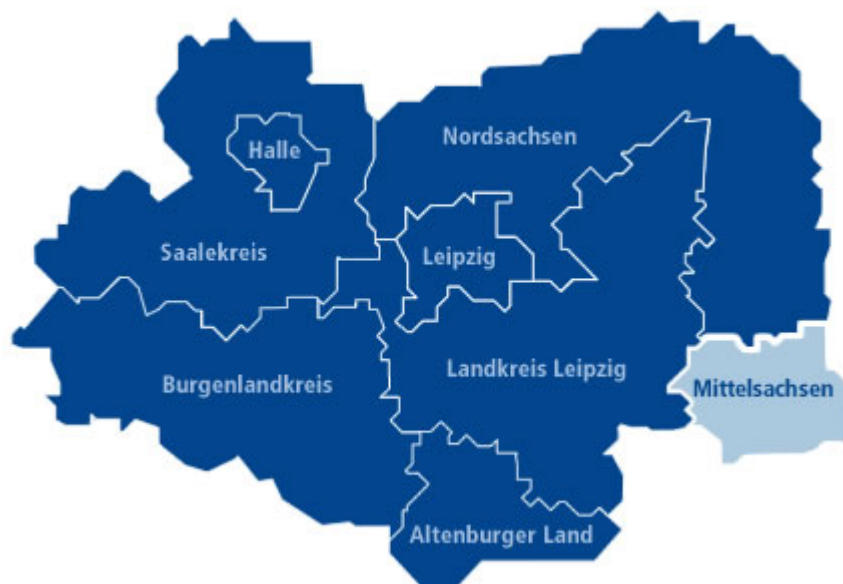 Nordsachsen
Halle
Saalekreis
Leipzig
Landkreis Leipzig
Burgenlandkreis
Mittelsachsen
Altenburger Land